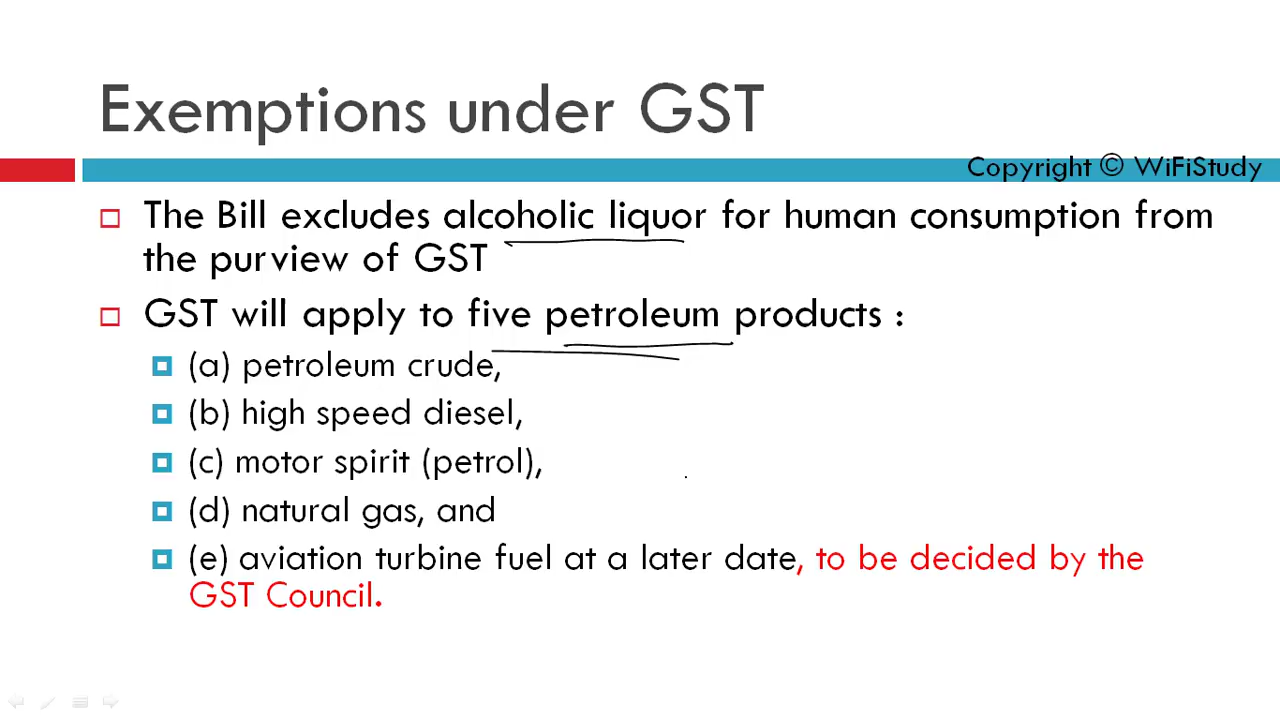 Exemptions under GST
Copyright © WiFiStudy
The Bill excludes alcoholic liquor for human consumption from
the purview of GST
GST will apply to five petroleum products :
(a) petroleum crude,
(b) high speed diesel,
(c) motor spirit (petrol),
(d) natural gas, and
(e) aviation turbine fuel at a later date, to be decided by the
GST Council.